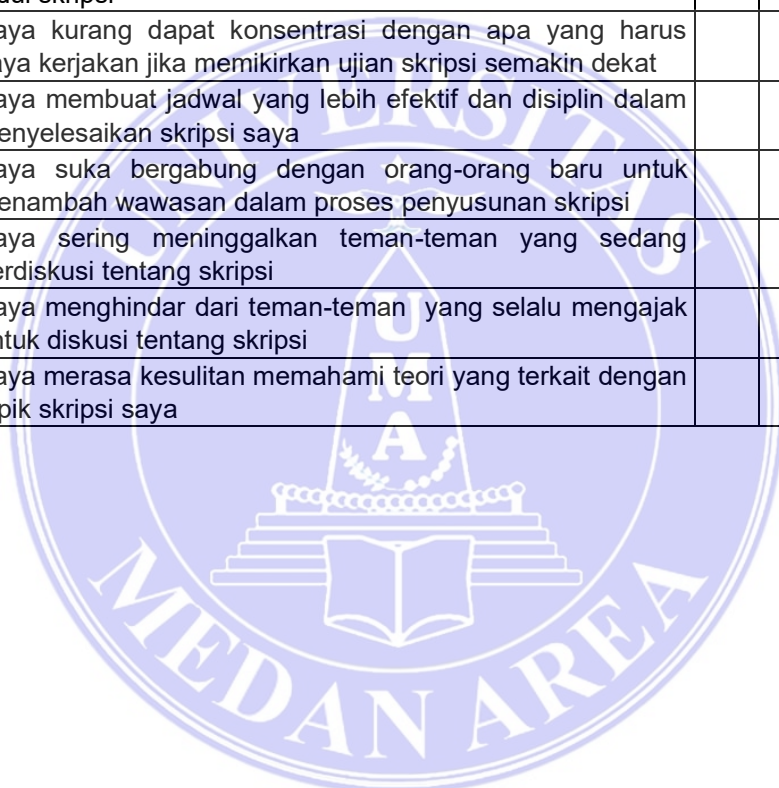 aya kurang dapat konsentrasi dengan apa yang harus
aya kerjakan jika memikirkan ujian skripsi semakin dekat
aya membuat jadwal yang lebih efektif dan disiplin dalam
enyelesaikan skripsi saya
aya suka bergabung dengan orang-orang baru untuk
enambah wawasan dalam proses penyusunan skripsi
aya sering meninggalkan teman-teman yang sedang
erdiskusi tentang skripsi
aya menghindar dari teman-teman yang selalu mengajak
ntuk diskusi tentang skripsi
aya merasa kesulitan memahami teori yang terkait dengan
pik skripsi saya
UNIVERSITAS
UMA
MEDAN AREA